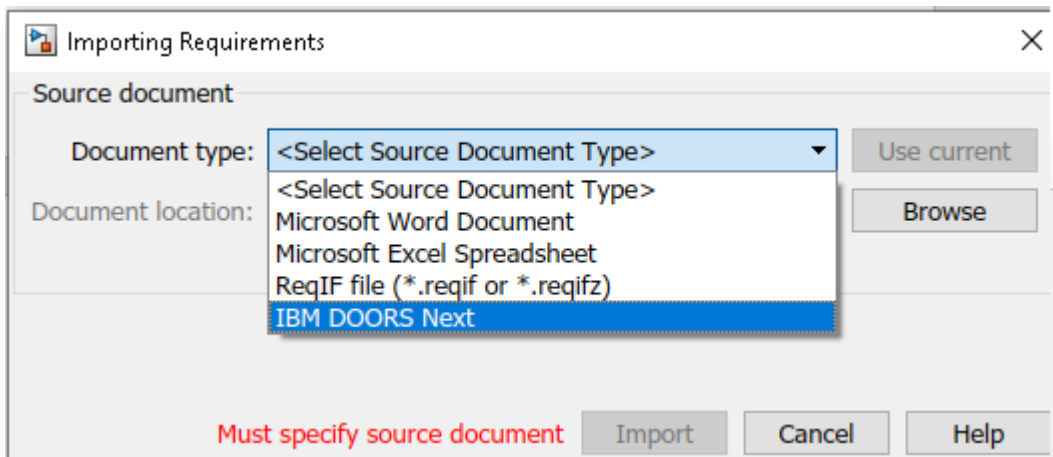 Importing Requirements
Source document
Document type:
<Select Source Document Type>
Use current
<Select Source Document Type>
Document location:
Microsoft Word Document
Browse
Microsoft Excel Spreadsheet
ReqIF file (*.reqif or *.reqifz)
IBM DOORS Next
Must specify source document
Import
Cancel
Help